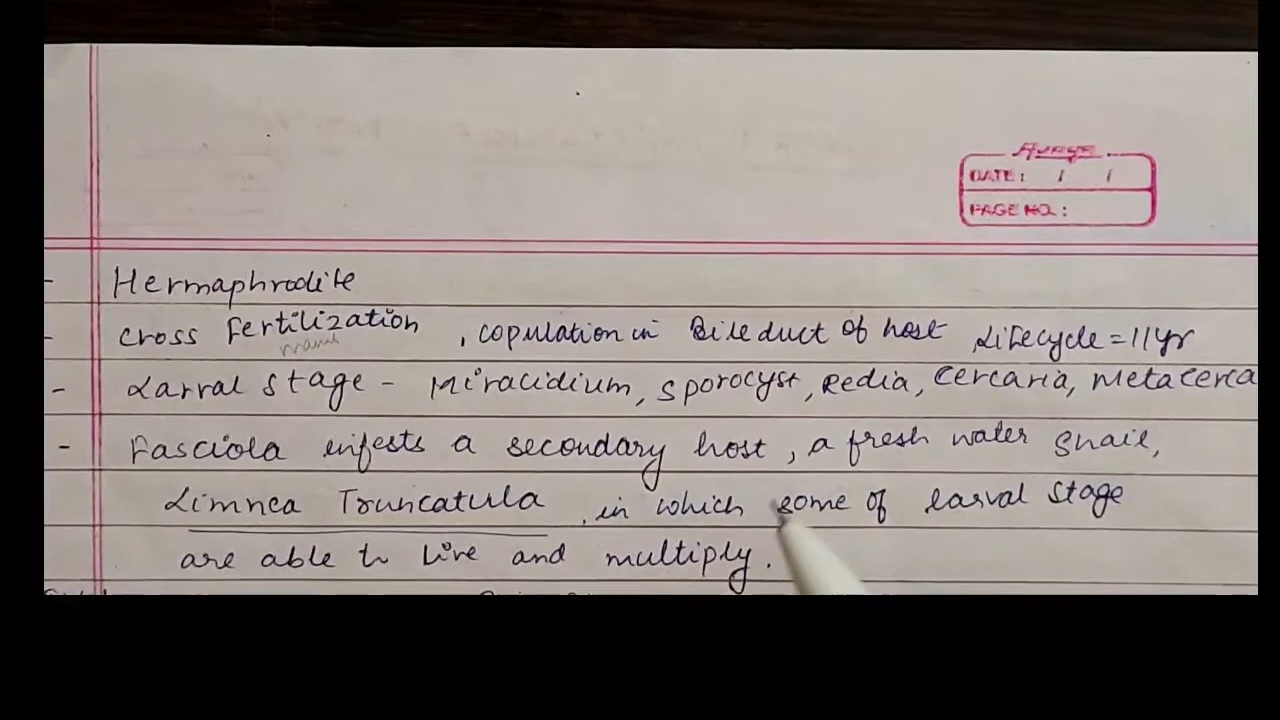 DATE: / /
PAGE NO.:
- Hermaphrodite
- Cross Fertilization, copulation in Bile duct of host Lifecycle = 11yr
- Larval stage - Miracidium, sporocyst, Redia, Cercaria, Metacerca
- Fasciola infests a secondary host, a fresh water snail,
Limnea Truncatula, in which some of larval stage
are able to live and multiply.